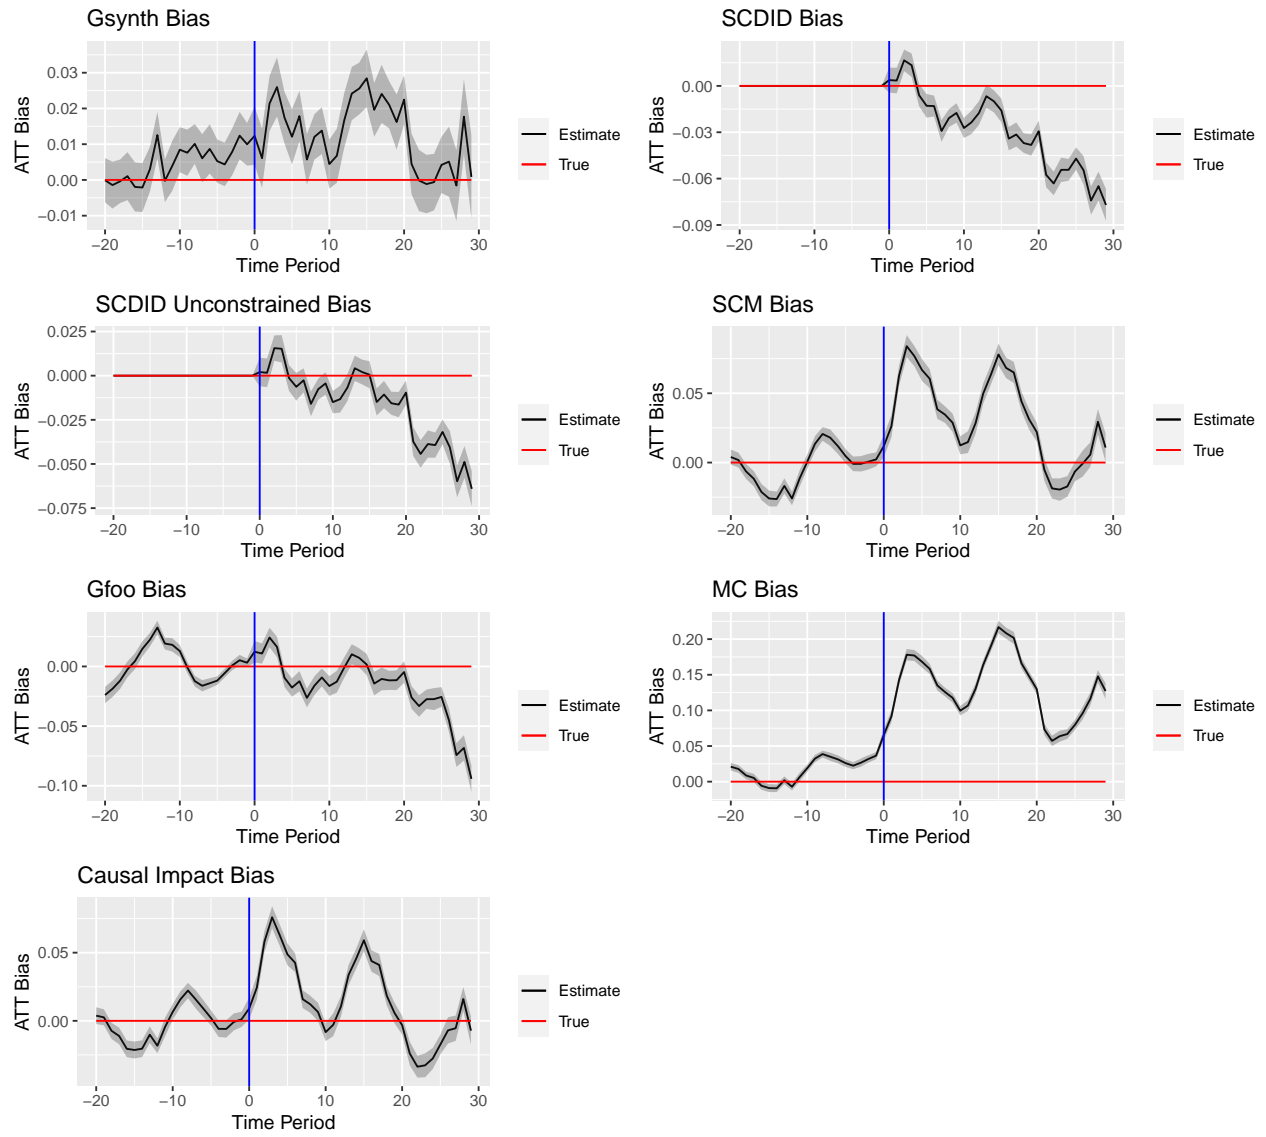 Gsynth Bias
ATT Bias
0.03
0.02
0.01
0.00
−0.01
−20 −10 0 10 20 30
Time Period
Estimate
True
SCDID Bias
ATT Bias
0.00
−0.03
−0.06
−0.09
−20 −10 0 10 20 30
Time Period
Estimate
True
SCDID Unconstrained Bias
ATT Bias
0.025
0.000
−0.025
−0.050
−0.075
−20 −10 0 10 20 30
Time Period
Estimate
True
SCM Bias
ATT Bias
0.05
0.00
−20 −10 0 10 20 30
Time Period
Estimate
True
Gfoo Bias
ATT Bias
0.00
−0.05
−0.10
−20 −10 0 10 20 30
Time Period
Estimate
True
MC Bias
ATT Bias
0.20
0.15
0.10
0.05
0.00
−20 −10 0 10 20 30
Time Period
Estimate
True
Causal Impact Bias
ATT Bias
0.05
0.00
−20 −10 0 10 20 30
Time Period
Estimate
True